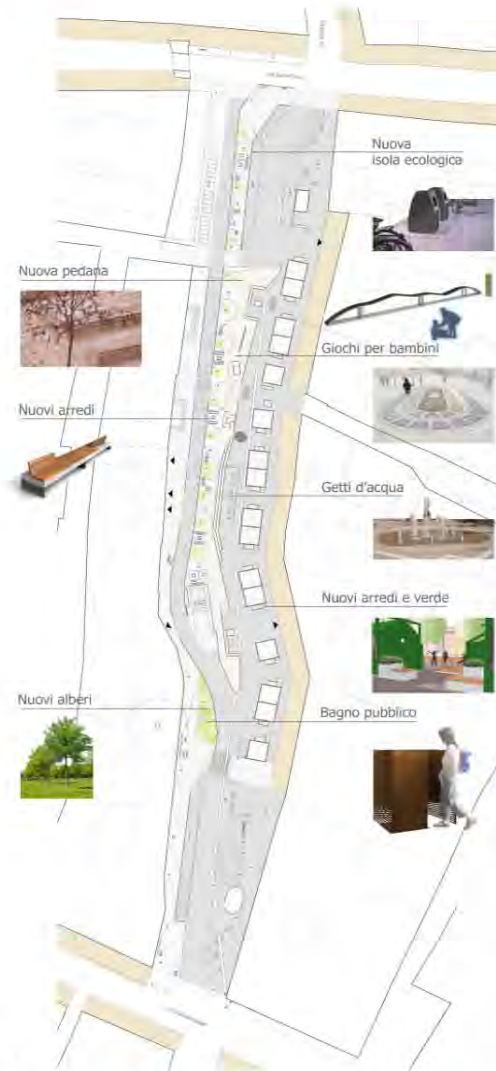 Nuova
isola ecologica
Nuova pedana
Giochi per bambini
Nuovi arredi
Getti d'acqua
Nuovi arredi e verde
Nuovi alberi
Bagno pubblico